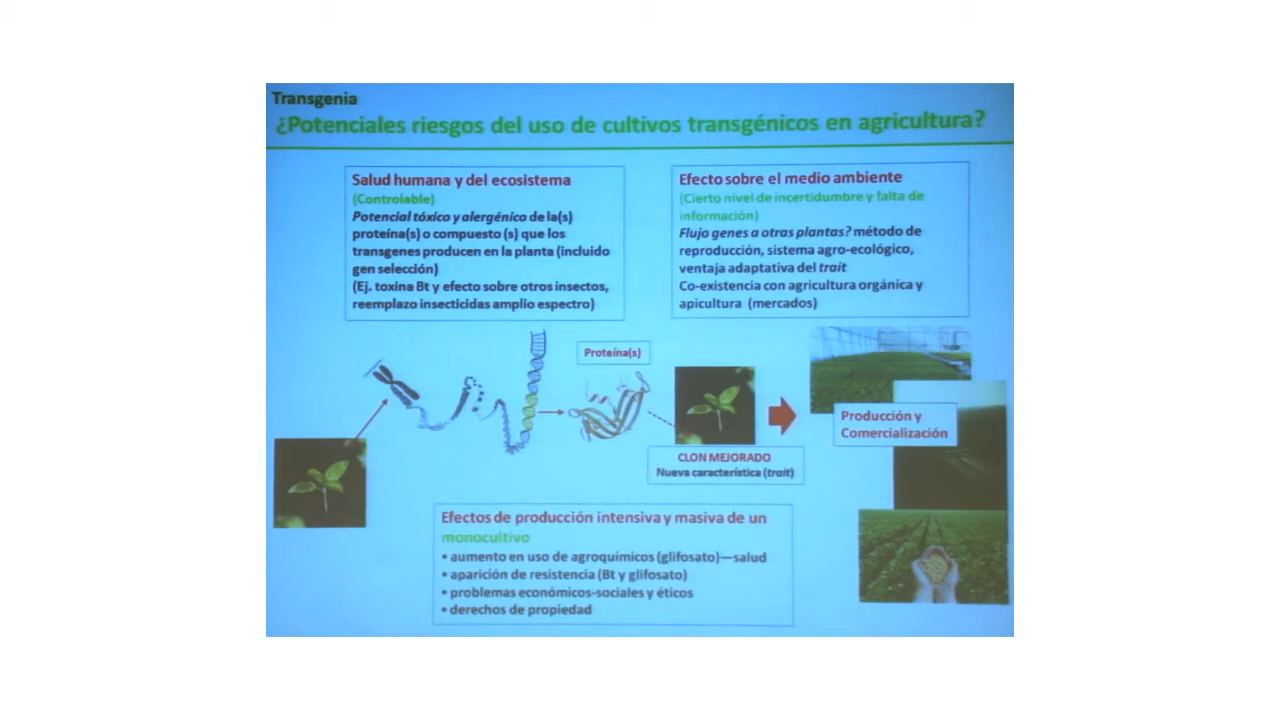 Transgenia
¿Potenciales riesgos del uso de cultivos transgénicos en agricultura?
Salud humana y del ecosistema
(Controlable)
Potencial tóxico y alergénico de la(s)
proteína(s) o compuesto (s) que los
transgenes producen en la planta (incluido
gen selección)
(Ej. toxina Bt y efecto sobre otros insectos,
reemplazo insecticidas amplio espectro)
Efecto sobre el medio ambiente
(Cierto nivel de incertidumbre y falta de
información)
Flujo genes a otras plantas? método de
reproducción, sistema agro-ecológico,
ventaja adaptativa del trait
Co-existencia con agricultura orgánica y
apicultura (mercados)
Proteína(s)
Producción y
Comercialización
CLON MEJORADO
Nueva característica (trait)
Efectos de producción intensiva y masiva de un
monocultivo
• aumento en uso de agroquímicos (glifosato)—salud
• aparición de resistencia (Bt y glifosato)
• problemas económicos-sociales y éticos
• derechos de propiedad